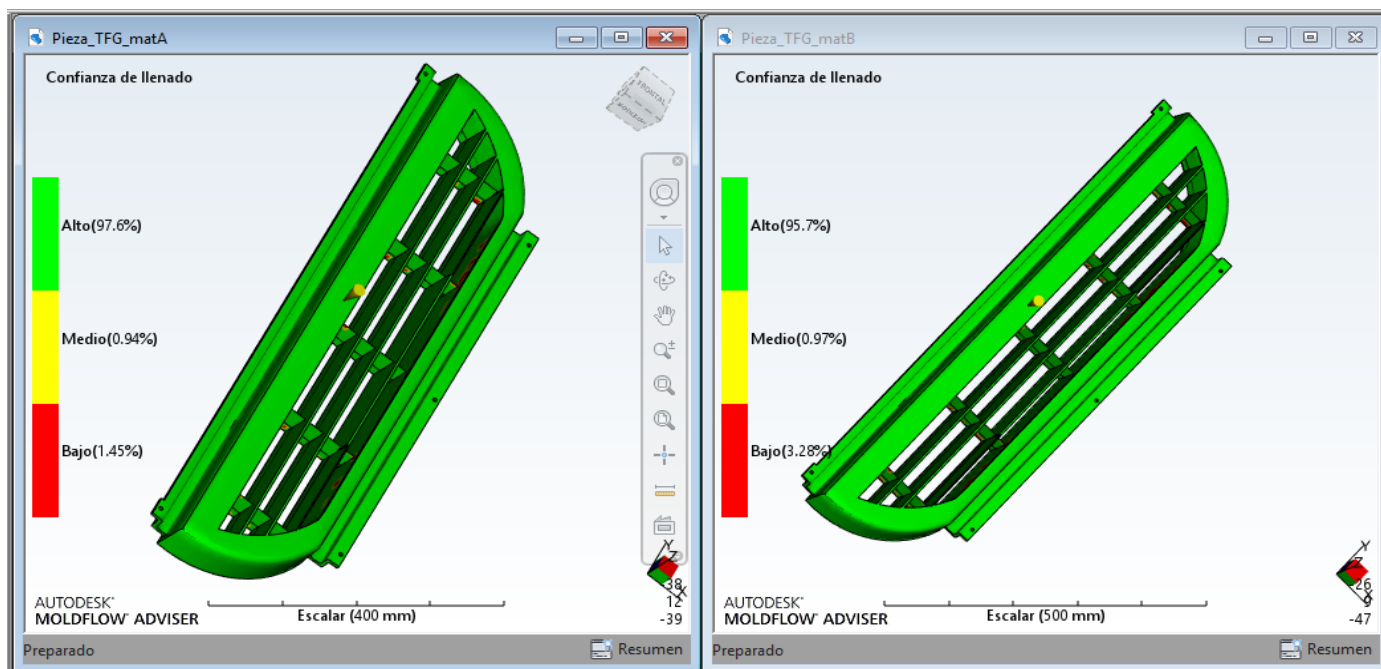 Pieza_TFG_matA
Confianza de llenado
FRONTAL
Alto(97.6%)
Medio(0.94%)
Bajo(1.45%)
Y
Z
X
-38
12
-39
AUTODESK®
MOLDFLOW® ADVISER
Escalar (400 mm)
Preparado
Resumen
Pieza_TFG_matB
Confianza de llenado
Alto(95.7%)
Medio(0.97%)
Bajo(3.28%)
Y
Z
X
-26
9
-47
AUTODESK®
MOLDFLOW® ADVISER
Escalar (500 mm)
Preparado
Resumen